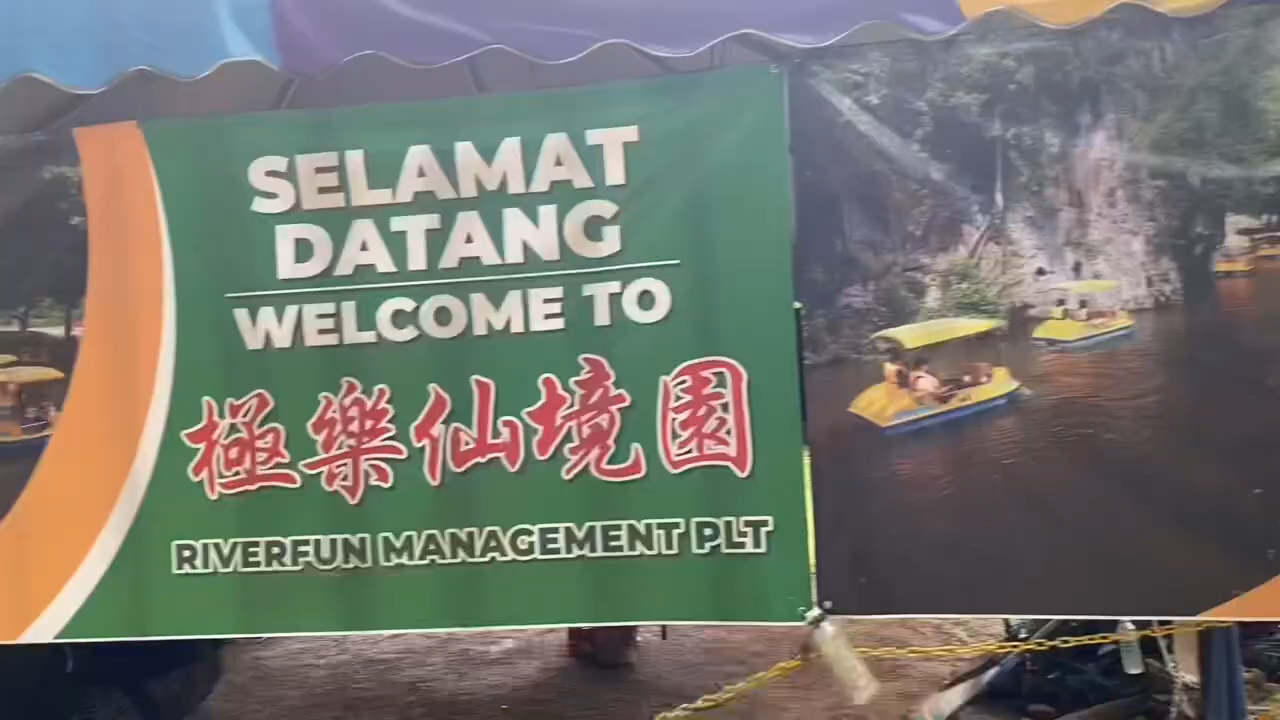 SELAMAT
DATANG
WELCOME TO
極樂仙境園
RIVERFUN MANAGEMENT PLT